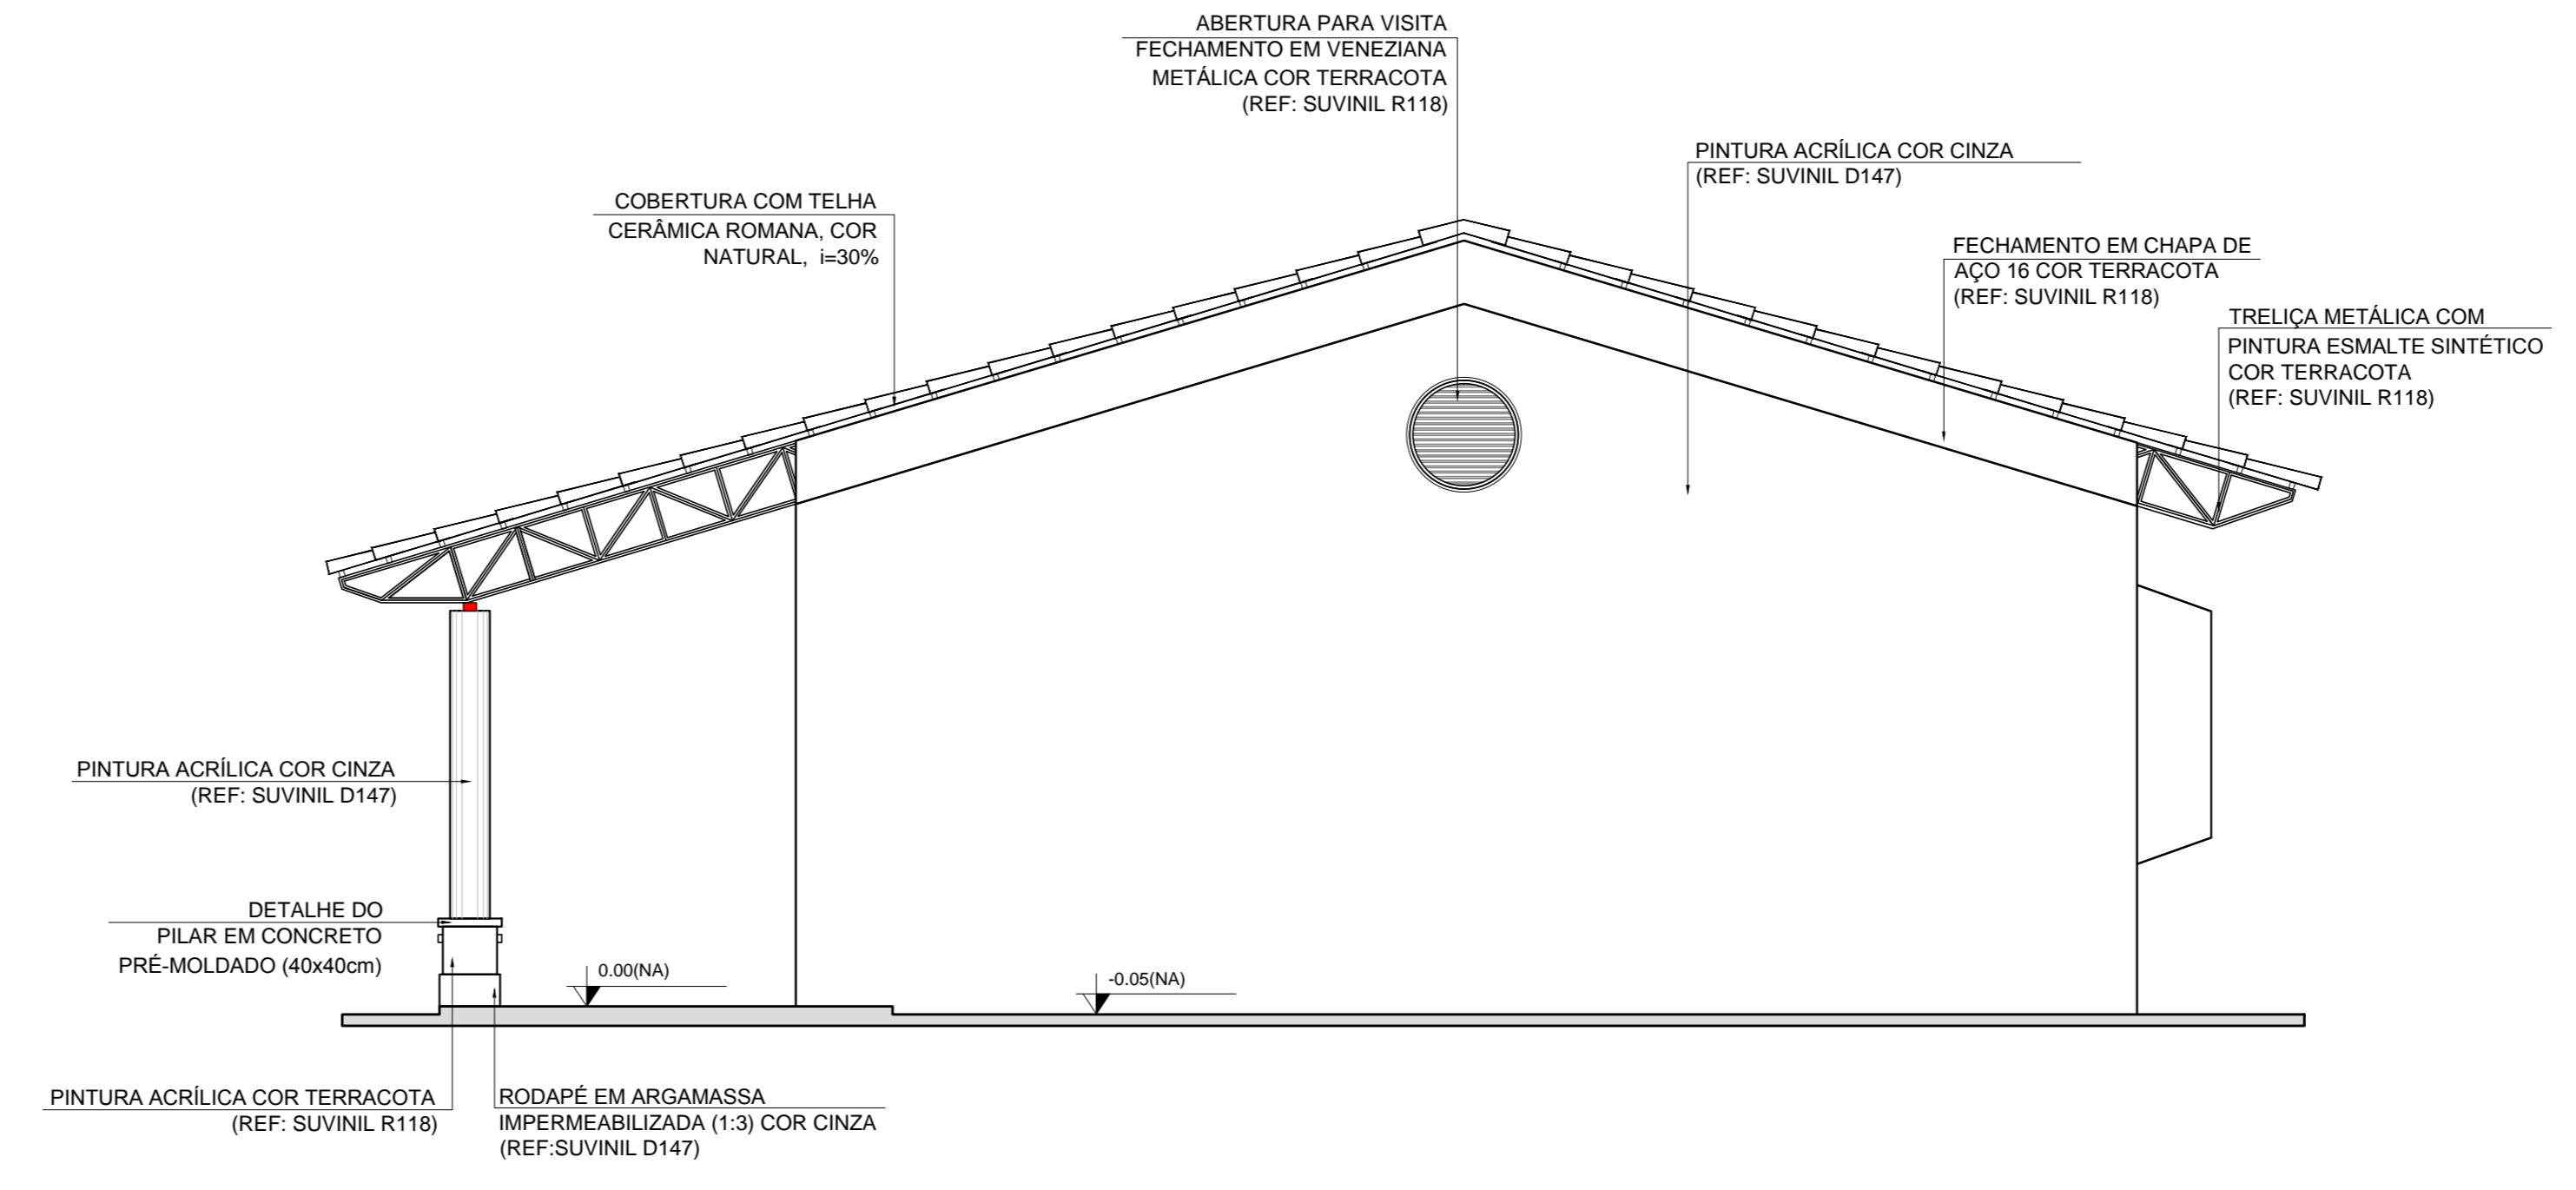 ABERTURA PARA VISITA
FECHAMENTO EM VENEZIANA
METÁLICA COR TERRACOTA
(REF: SUVINIL R118)
PINTURA ACRÍLICA COR CINZA
(REF: SUVINIL D147)
COBERTURA COM TELHA
CERÂMICA ROMANA, COR
NATURAL, i=30%
FECHAMENTO EM CHAPA DE
AÇO 16 COR TERRACOTA
(REF: SUVINIL R118)
TRELIÇA METÁLICA COM
PINTURA ESMALTE SINTÉTICO
COR TERRACOTA
(REF: SUVINIL R118)
PINTURA ACRÍLICA COR CINZA
(REF: SUVINIL D147)
DETALHE DO
PILAR EM CONCRETO
PRÉ-MOLDADO (40x40cm)
0.00(NA)
-0.05(NA)
PINTURA ACRÍLICA COR TERRACOTA
(REF: SUVINIL R118)
RODAPÉ EM ARGAMASSA
IMPERMEABILIZADA (1:3) COR CINZA
(REF:SUVINIL D147)